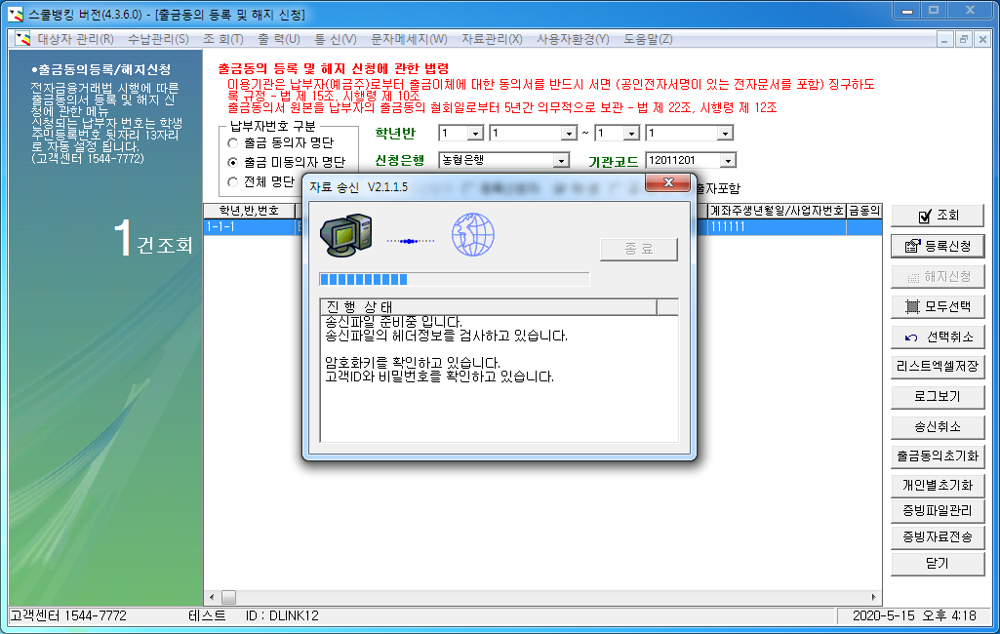 스쿨뱅킹 버전(4.3.6.0) - [출금동의 등록 및 해지 신청]
대상자 관리(R) 수납관리(S) 조 회(T) 출 력(U) 통 신(V) 문자메세지(W) 자료관리(X) 사용자환경(Y) 도움말(Z)
•출금동의등록/해지신청
전자금융거래법 시행에 따른
출금동의서 등록 및 해지 신
청에 관한 메뉴
신청되는 납부자 번호는 학생
주민등록번호 뒷자리 13자리
로 자동 설정 됩니다.
(고객센터 1544-7772)
1건조회
출금동의 등록 및 해지 신청에 관한 법령
이용기관은 납부자(예금주)로부터 출금이체에 대한 동의서를 반드시 서면 (공인전자서명이 있는 전자문서를 포함) 징구하도
록 규정 - 법 제 15조, 시행령 제 10조
출금동의서 원본을 납부자의 출금동의 철회일로부터 5년간 의무적으로 보관 - 법 제 22조, 시행령 제 12조
납부자번호 구분
출금 동의자 명단
출금 미동의자 명단
전체 명단
학년반 1 1 ~ 1 1
신청은행 농협은행 기관코드 12011201
출자포함
학년,반,번호 계좌주생년월일/사업자번호 금융동의
1-1-1 111111
자료 송신 V2.1.1.5
종 료
진 행 상 태
송신파일 준비중 입니다.
송신파일의 헤더정보를 검사하고 있습니다.
암호화키를 확인하고 있습니다.
고객ID와 비밀번호를 확인하고 있습니다.
조회
등록신청
해지신청
모두선택
선택취소
리스트엑셀저장
로그보기
송신취소
출금동의초기화
개인별초기화
증빙파일관리
증빙자료전송
닫기
고객센터 1544-7772 테스트 ID : DLINK12 2020-5-15 오후 4:18